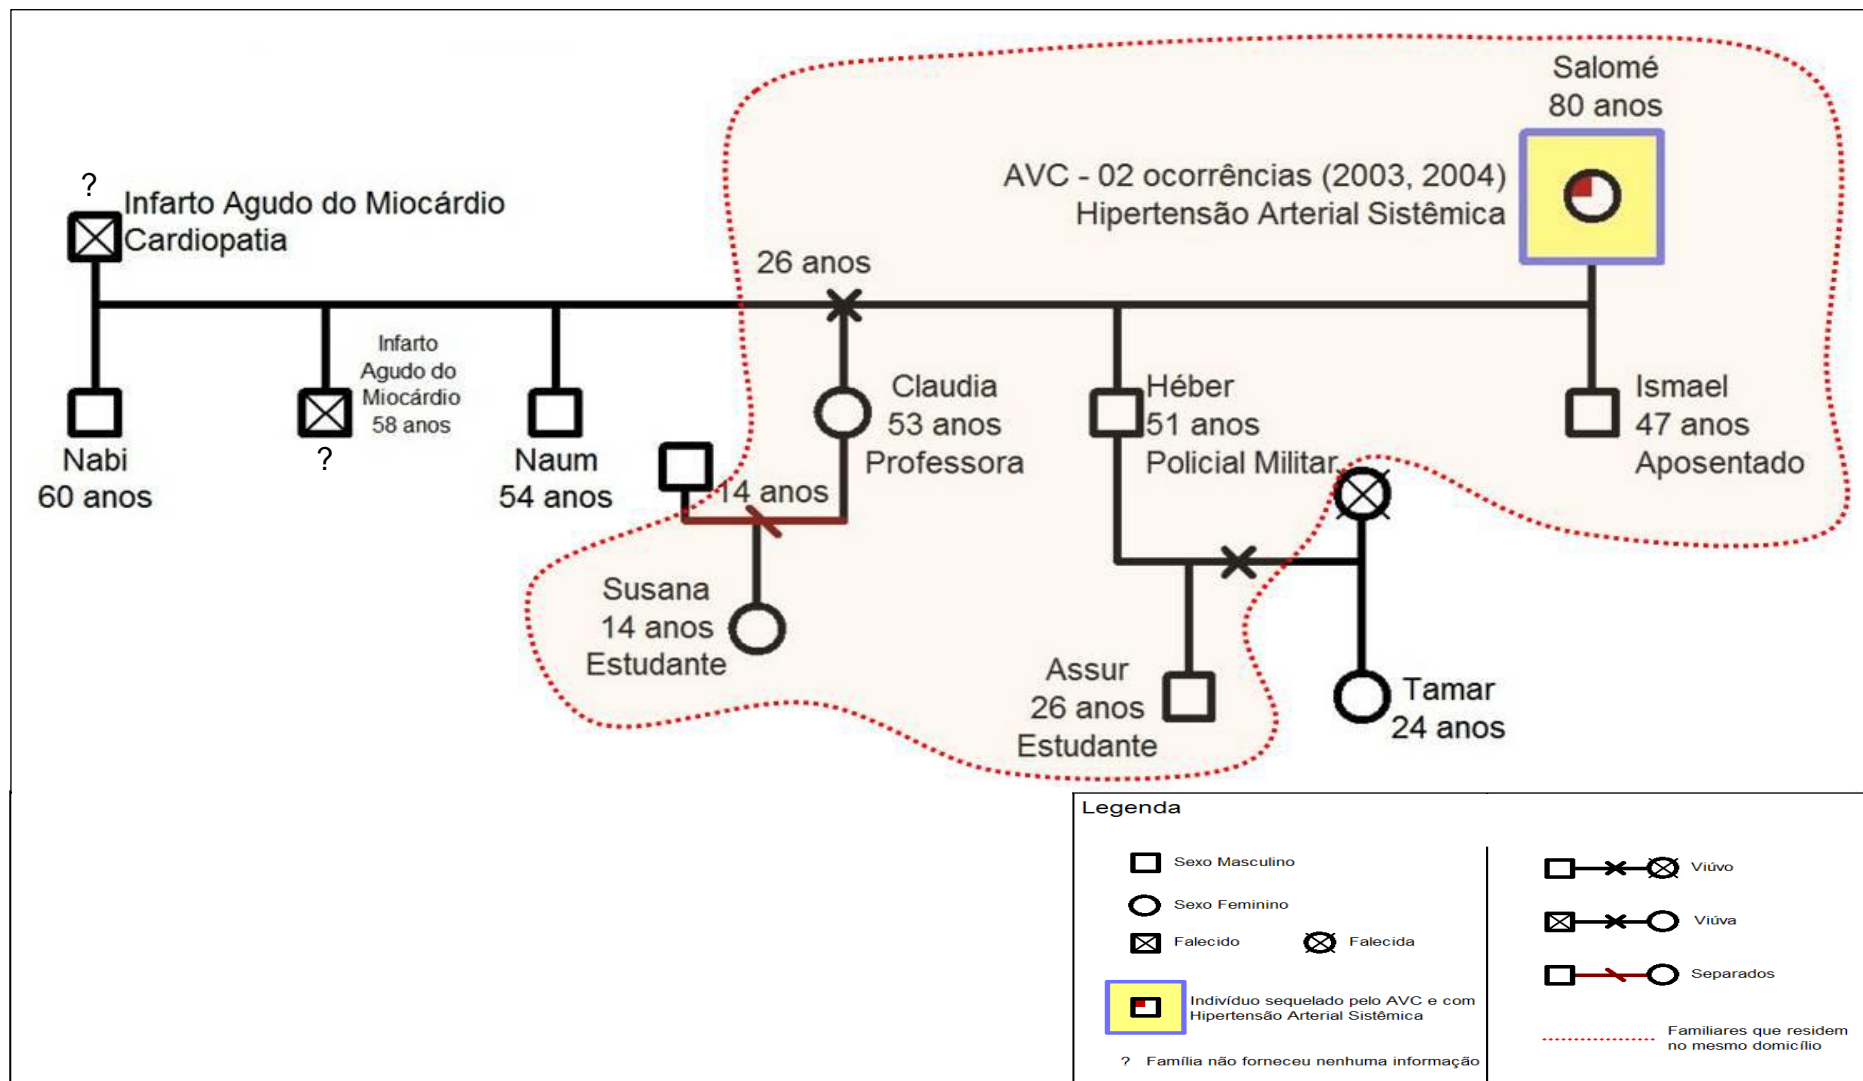 Salomé
80 anos
AVC - 02 ocorrências (2003, 2004)
Hipertensão Arterial Sistêmica
?
Infarto Agudo do Miocárdio
Cardiopatia
26 anos
Nabi
60 anos
Infarto
Agudo do
Miocárdio
58 anos
?
Naum
54 anos
Claudia
53 anos
Professora
Héber
51 anos
Policial Militar
Ismael
47 anos
Aposentado
14 anos
Susana
14 anos
Estudante
Assur
26 anos
Estudante
Tamar
24 anos
Legenda
Sexo Masculino
Sexo Feminino
Falecido
Falecida
Indivíduo sequelado pelo AVC e com
Hipertensão Arterial Sistêmica
? Família não forneceu nenhuma informação
Viúvo
Viúva
Separados
Familiares que residem
no mesmo domicílio